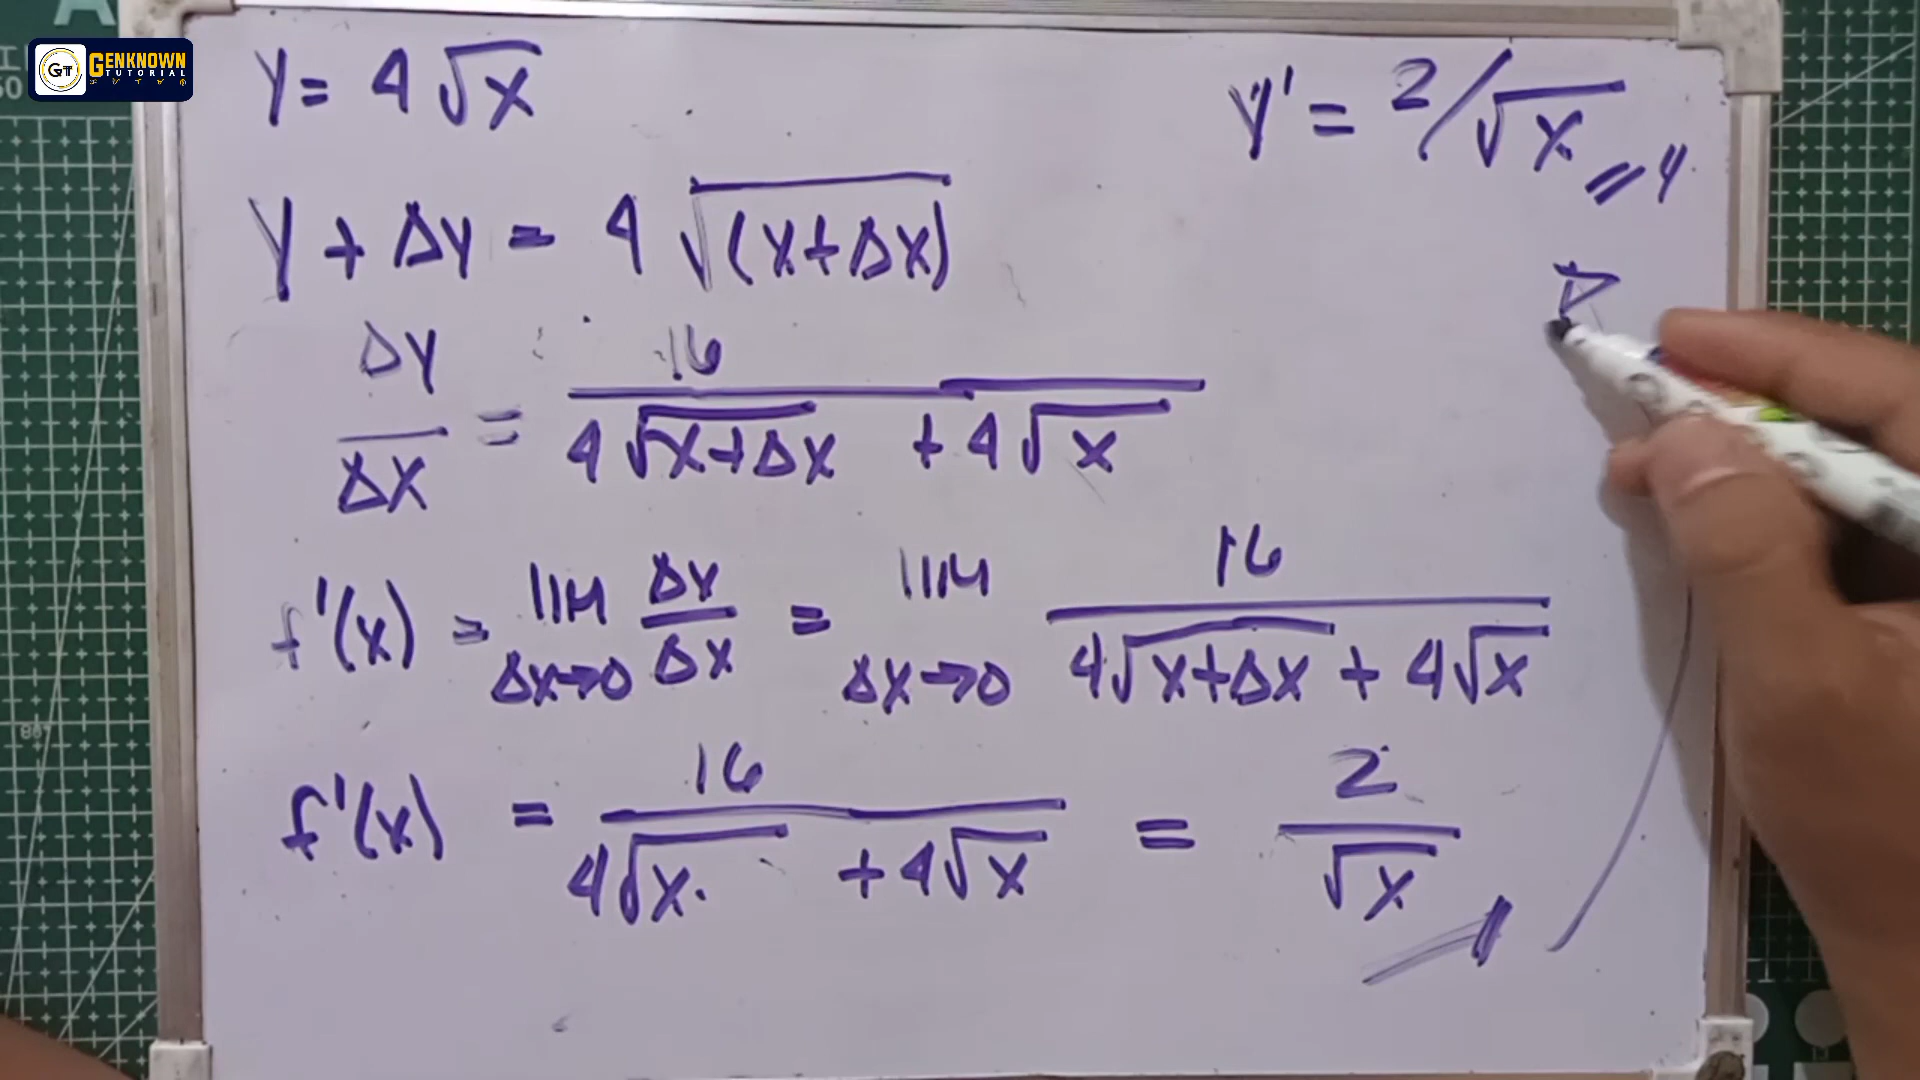 GT GENKNOWN
TUTORIAL
y = 4√x
y' = 2/√x
y + Δy = 4√(x+Δx)
Δy/Δx = 16/(4√x+Δx + 4√x)
f'(x) = lim Δx→0 Δy/Δx = lim Δx→0 16/(4√x+Δx + 4√x)
f'(x) = 16/(4√x + 4√x) = 2/√x